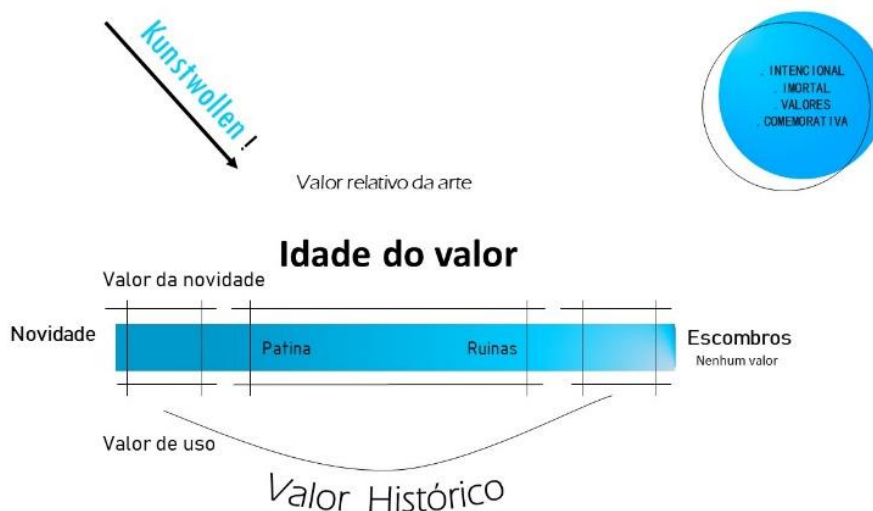 Kunstwollen !
. INTENCIONAL
. IMORTAL
. VALORES
. COMEMORATIVA
Valor relativo da arte
Idade do valor
Valor da novidade
Novidade
Patina
Ruinas
Escombros
Nenhum valor
Valor de uso
Valor Histórico